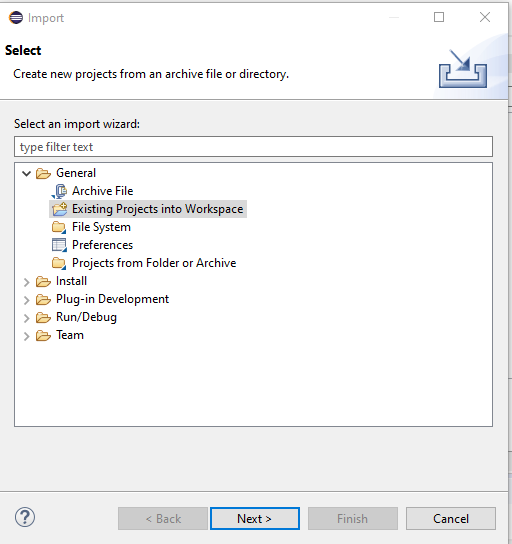 Import
Select
Create new projects from an archive file or directory.
Select an import wizard:
type filter text
General
Archive File
Existing Projects into Workspace
File System
Preferences
Projects from Folder or Archive
Install
Plug-in Development
Run/Debug
Team
?
< Back
Next >
Finish
Cancel